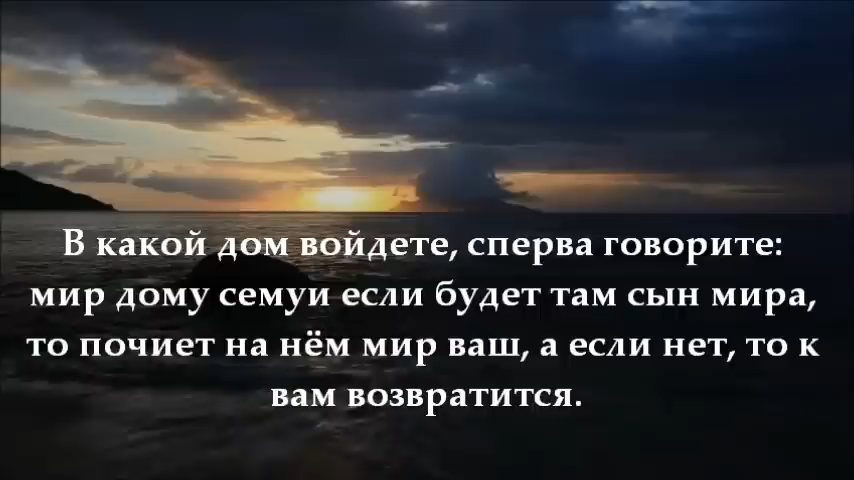 В какой дом войдете, сперва говорите:
мир дому семуи если будет там сын мира,
то почиет на нём мир ваш, а если нет, то к
вам возвратится.